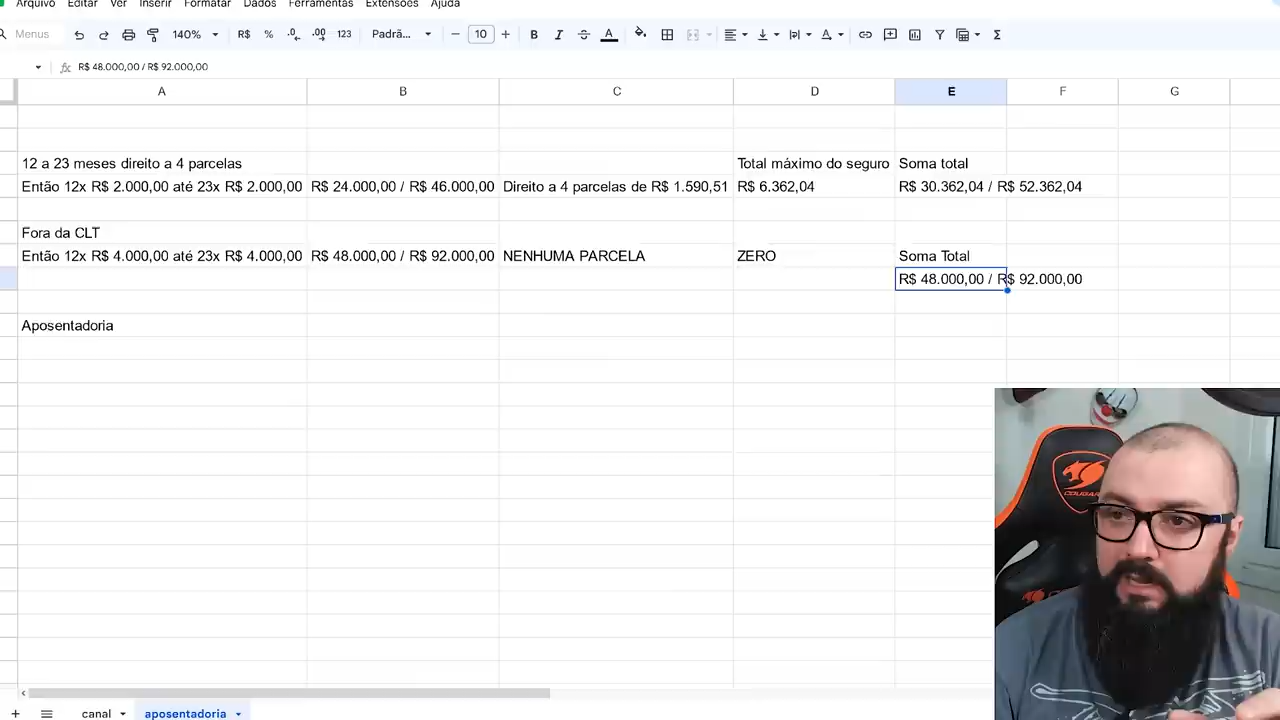 Arquivo Editar Ver Inserir Formatar Dados Ferramentas Extensões Ajuda
Menus 140% R$ % .0 .00 123 Padrã... − 10 + B I A Σ
fx R$ 48.000,00 / R$ 92.000,00
A B C D E F G
12 a 23 meses direito a 4 parcelas Total máximo do seguro Soma total
Então 12x R$ 2.000,00 até 23x R$ 2.000,00 R$ 24.000,00 / R$ 46.000,00 Direito a 4 parcelas de R$ 1.590,51 R$ 6.362,04 R$ 30.362,04 / R$ 52.362,04
Fora da CLT
Então 12x R$ 4.000,00 até 23x R$ 4.000,00 R$ 48.000,00 / R$ 92.000,00 NENHUMA PARCELA ZERO Soma Total
R$ 48.000,00 / R$ 92.000,00
Aposentadoria
COUGAR
+ canal aposentadoria